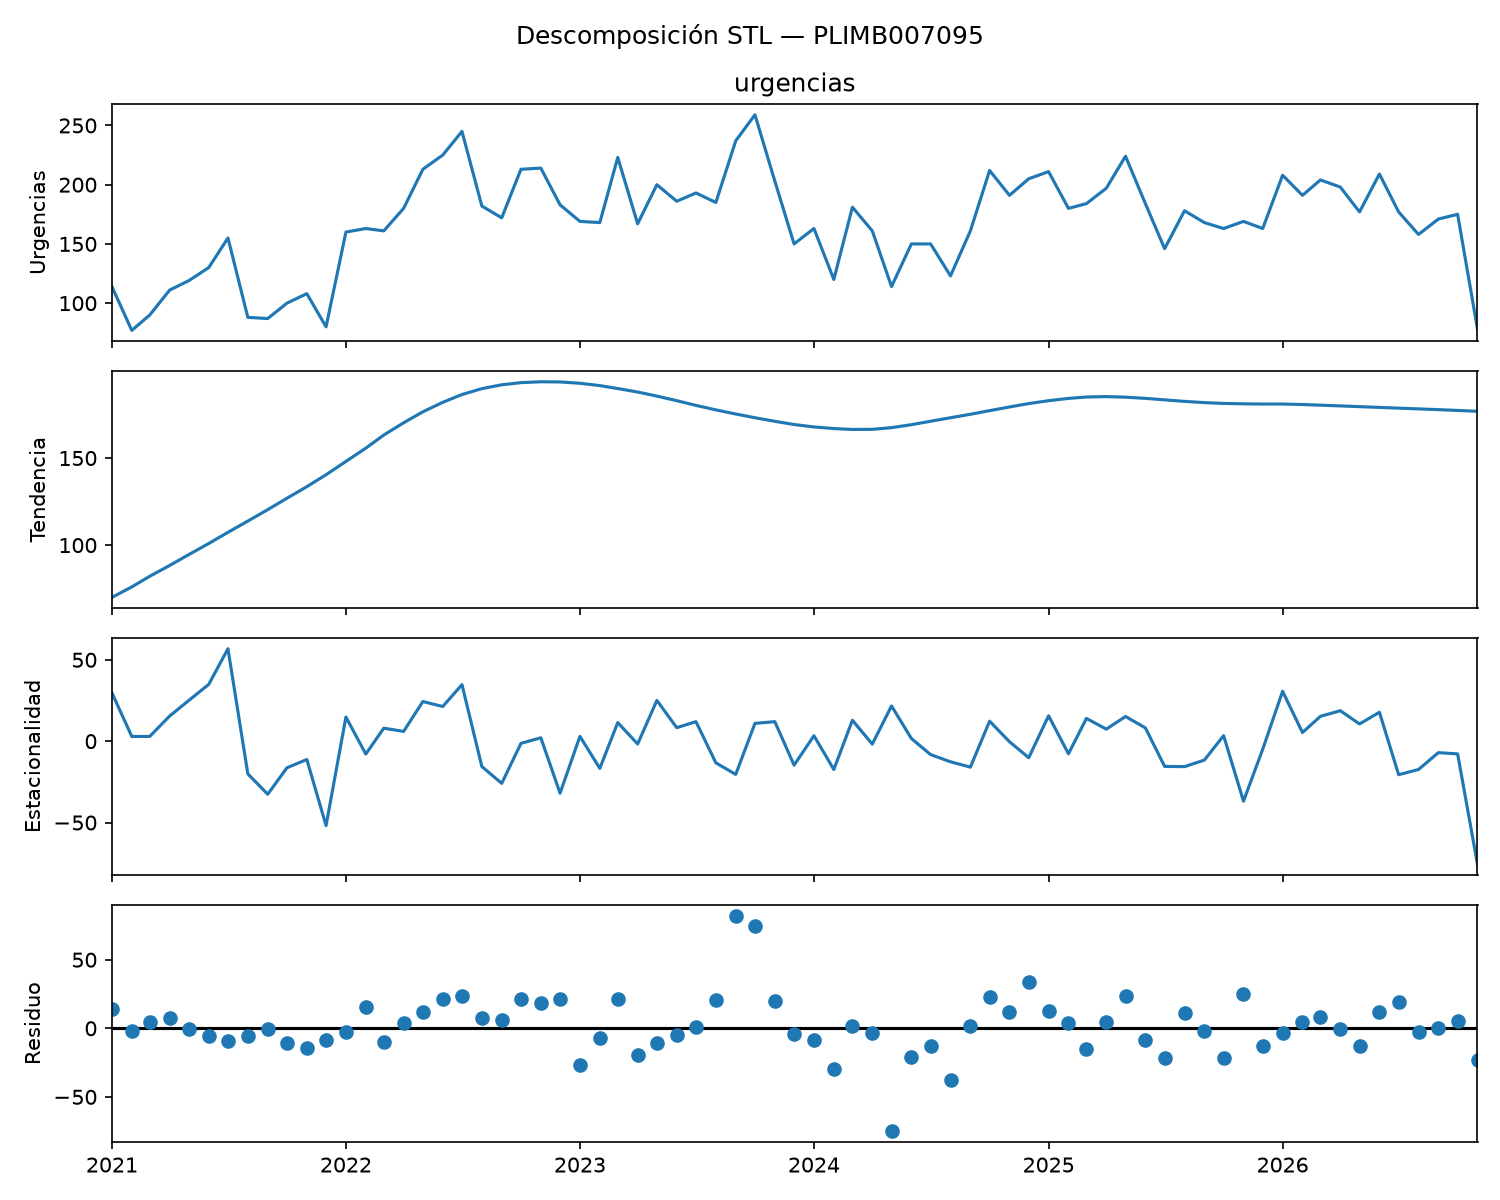 Descomposición STL — PLIMB007095
urgencias
Urgencias
250
200
150
100
Tendencia
150
100
Estacionalidad
50
0
−50
Residuo
50
0
−50
2021 2022 2023 2024 2025 2026